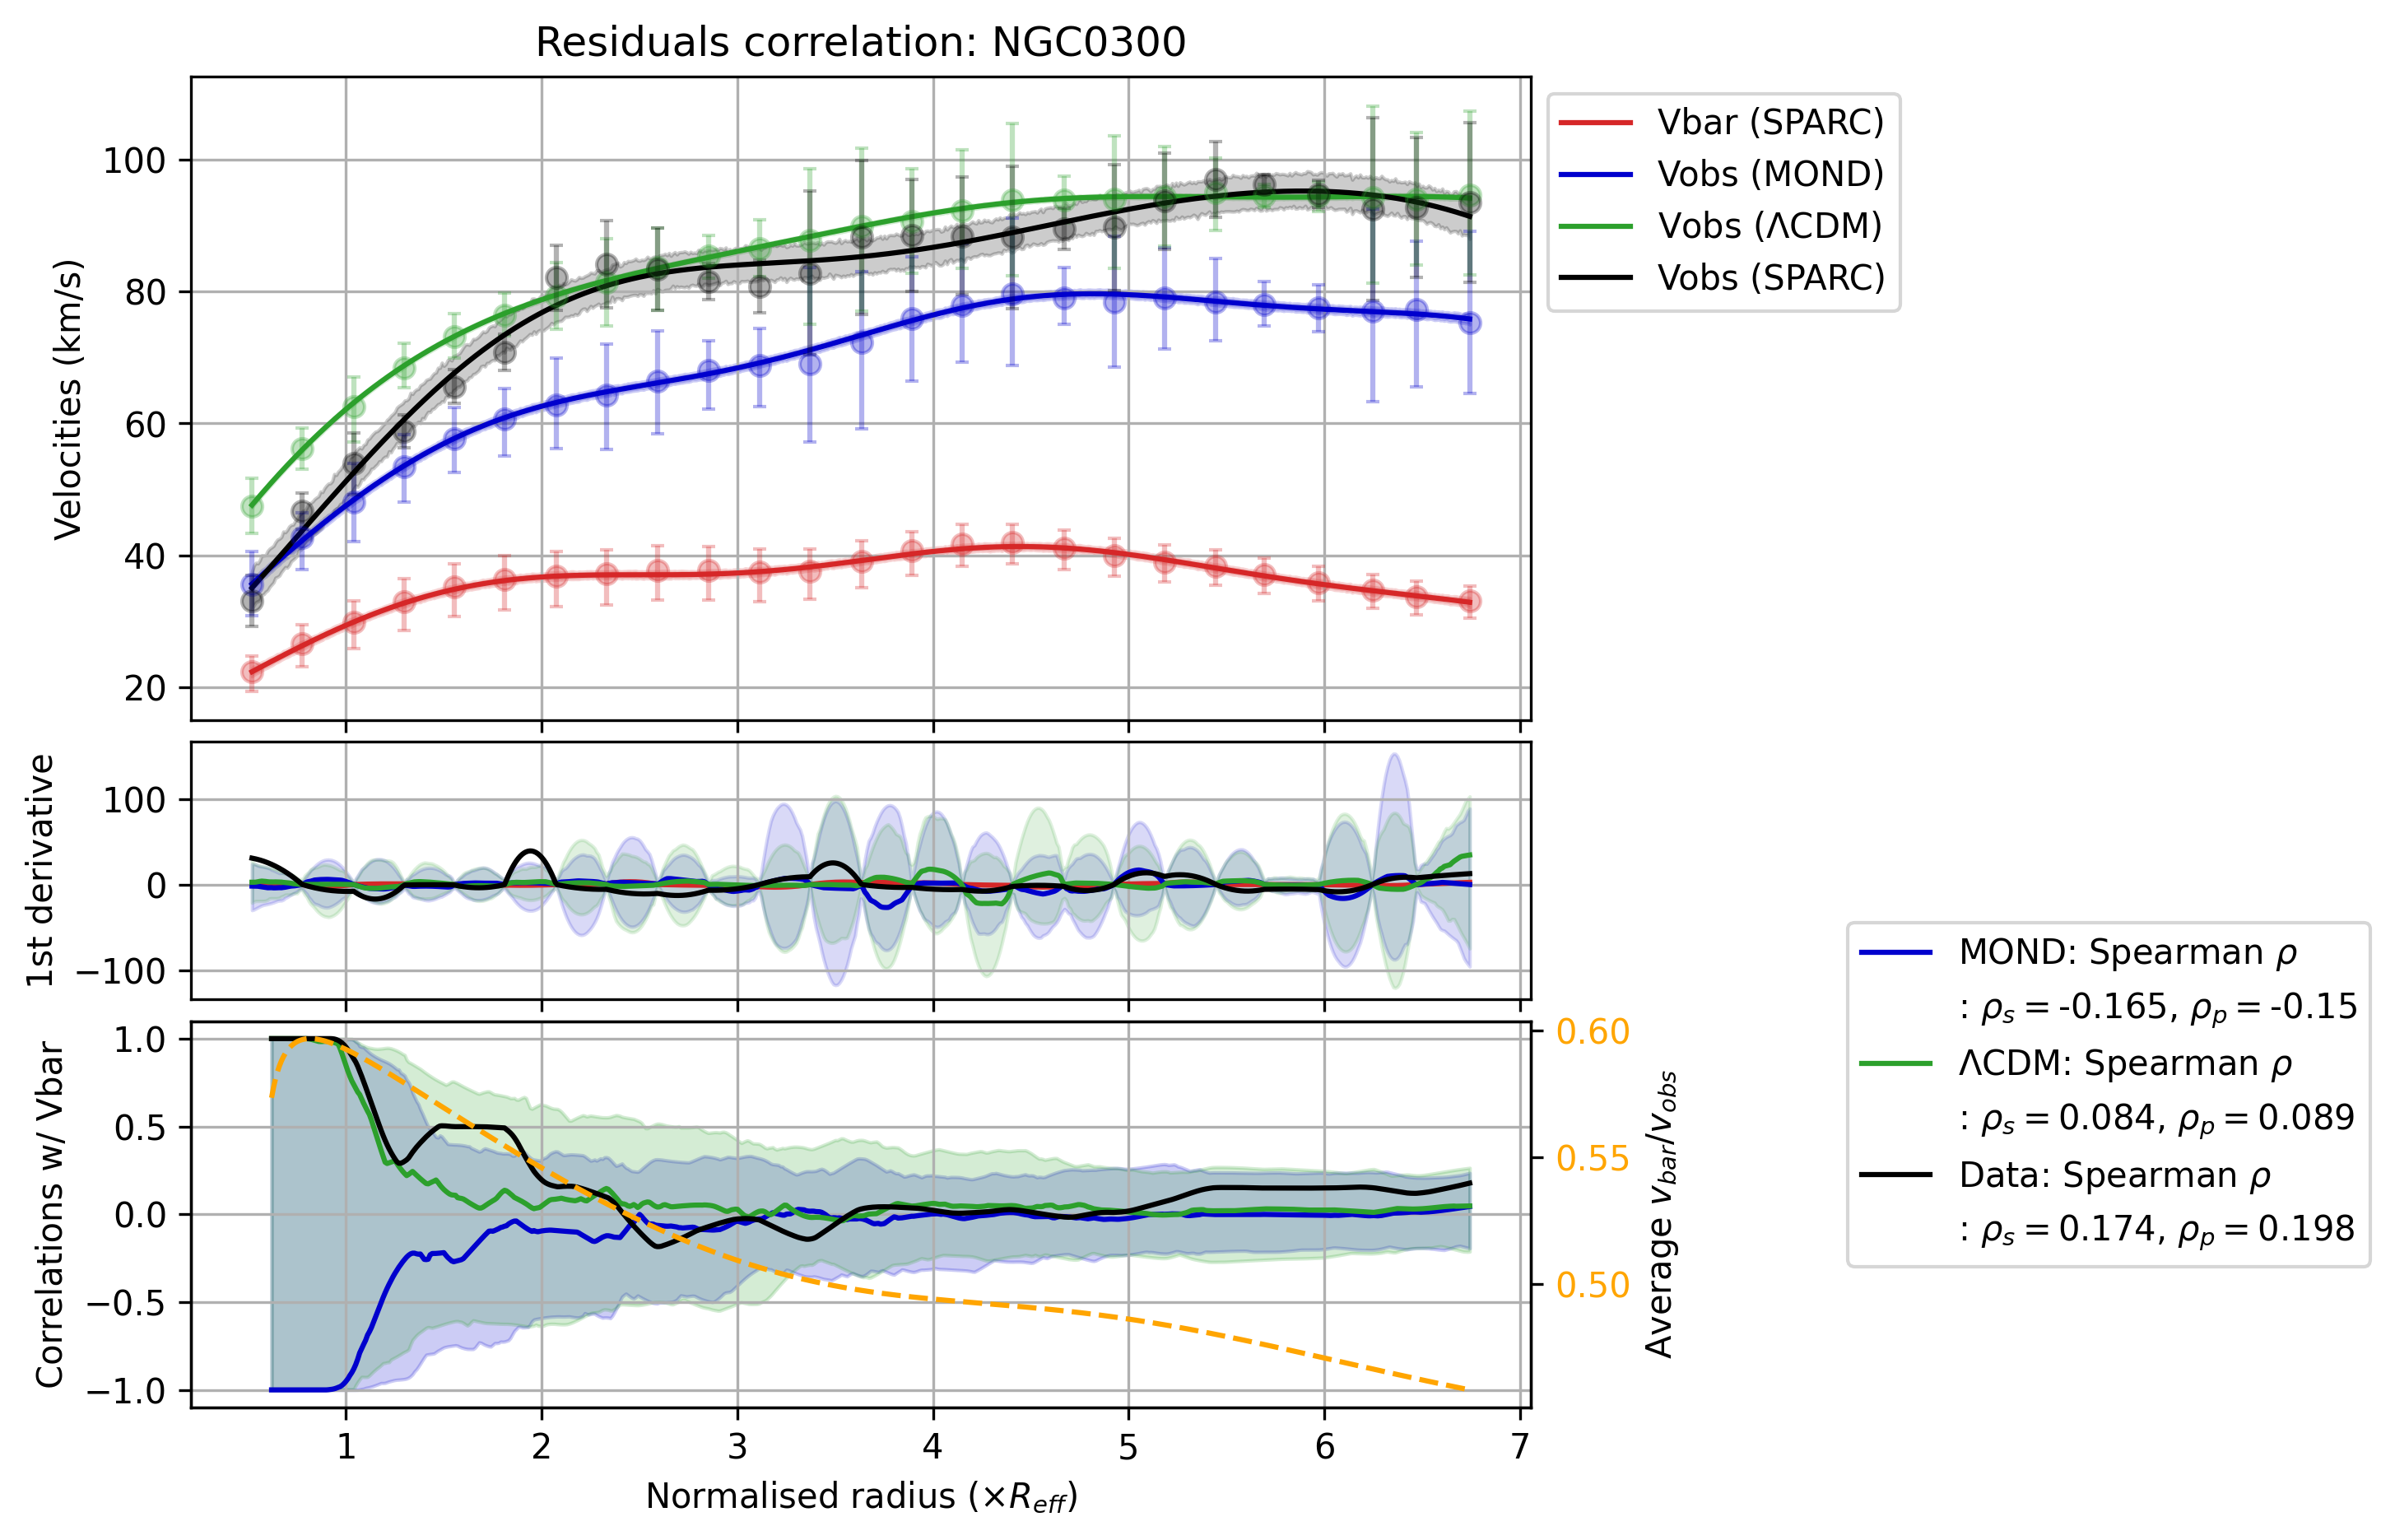 Residuals correlation: NGC0300
Velocities (km/s)
100
80
60
40
20
Vbar (SPARC)
Vobs (MOND)
Vobs (ΛCDM)
Vobs (SPARC)
1st derivative
100
0
−100
Correlations w/ Vbar
1.0
0.5
0.0
−0.5
−1.0
0.60
0.55
0.50
Average v_bar/v_obs
MOND: Spearman ρ
: ρ_s = -0.165, ρ_p = -0.15
ΛCDM: Spearman ρ
: ρ_s = 0.084, ρ_p = 0.089
Data: Spearman ρ
: ρ_s = 0.174, ρ_p = 0.198
1 2 3 4 5 6 7
Normalised radius (×R_eff)